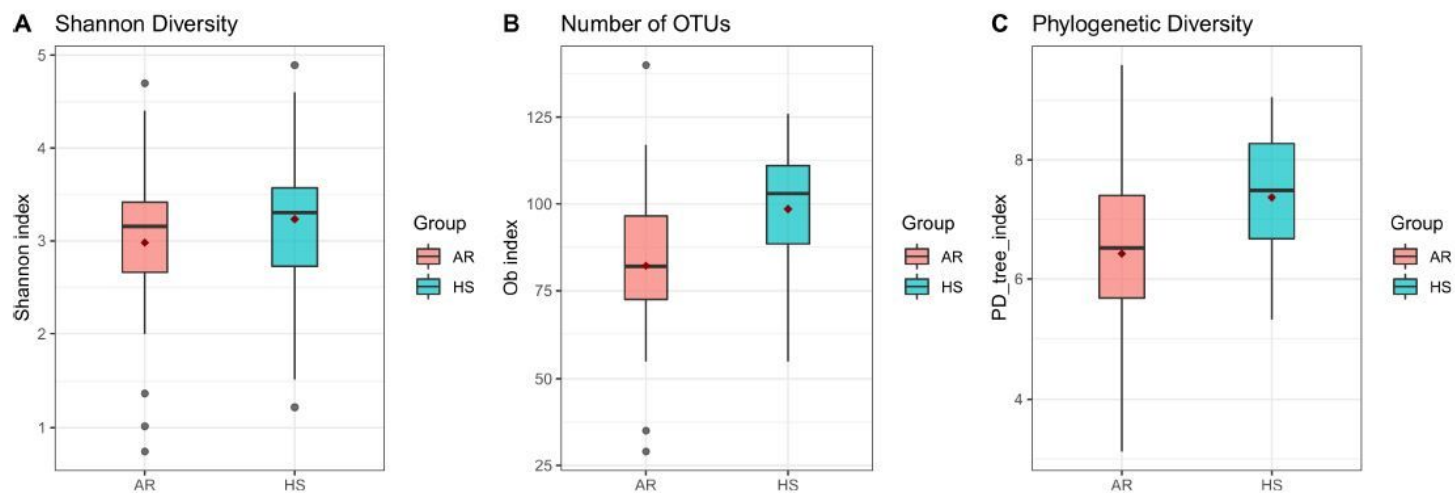 A Shannon Diversity
Shannon index
5
4
3
2
1
AR
HS
Group
AR
HS
B Number of OTUs
Ob index
125
100
75
50
25
AR
HS
Group
AR
HS
C Phylogenetic Diversity
PD_tree_index
8
6
4
AR
HS
Group
AR
HS